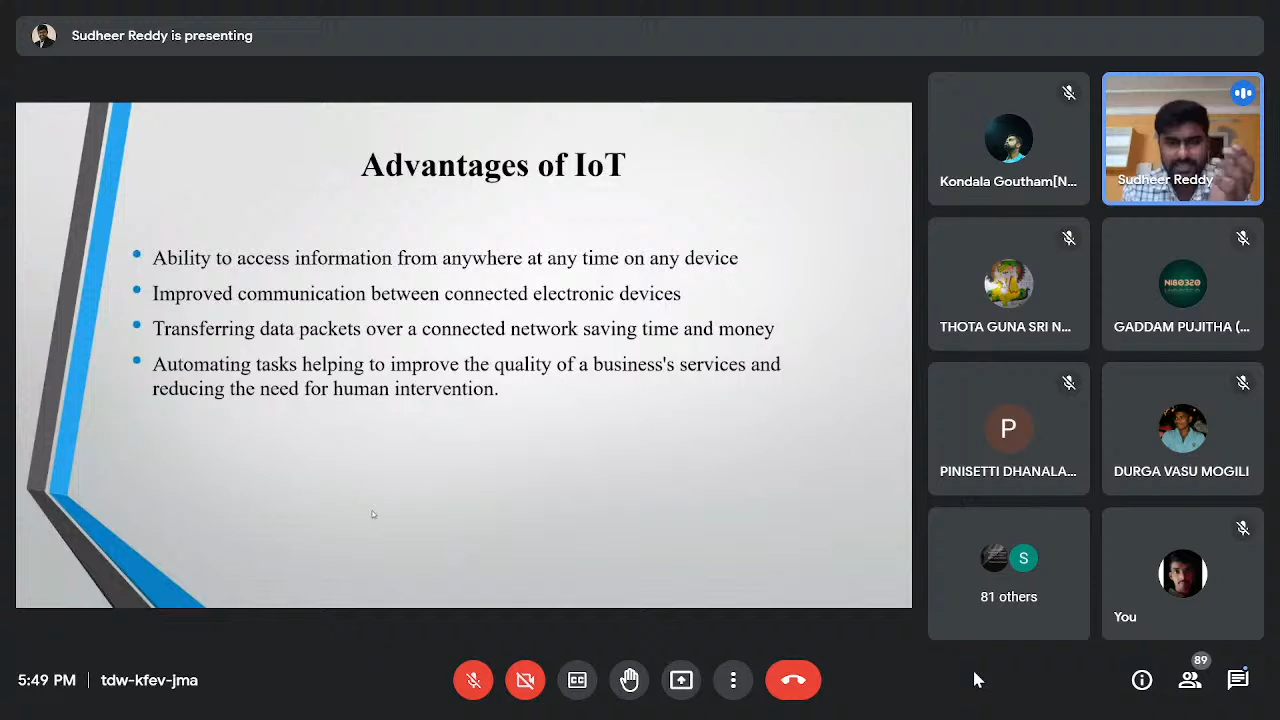 Sudheer Reddy is presenting
Advantages of IoT
Ability to access information from anywhere at any time on any device
Improved communication between connected electronic devices
Transferring data packets over a connected network saving time and money
Automating tasks helping to improve the quality of a business's services and
reducing the need for human intervention.
Kondala Goutham[N...
Sudheer Reddy
THOTA GUNA SRI N...
NI80320
GADDAM PUJITHA (...
P
PINISETTI DHANALA...
DURGA VASU MOGILI
S
81 others
You
5:49 PM | tdw-kfev-jma
CC
89